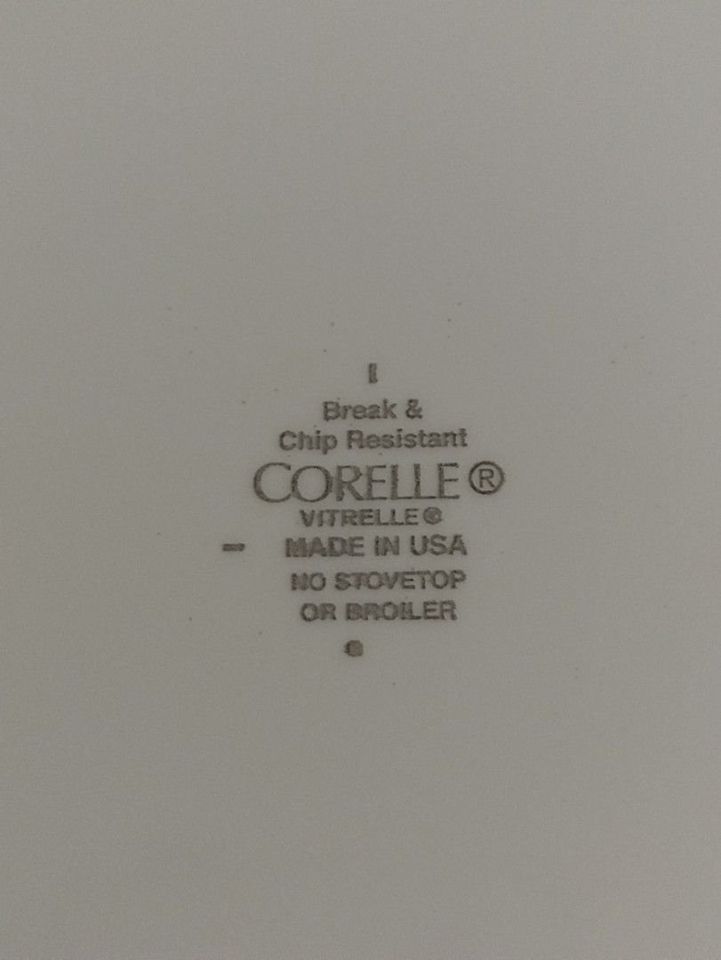 I
Break &
Chip Resistant
CORELLE®
VITRELLE®
MADE IN USA
NO STOVETOP
OR BROILER